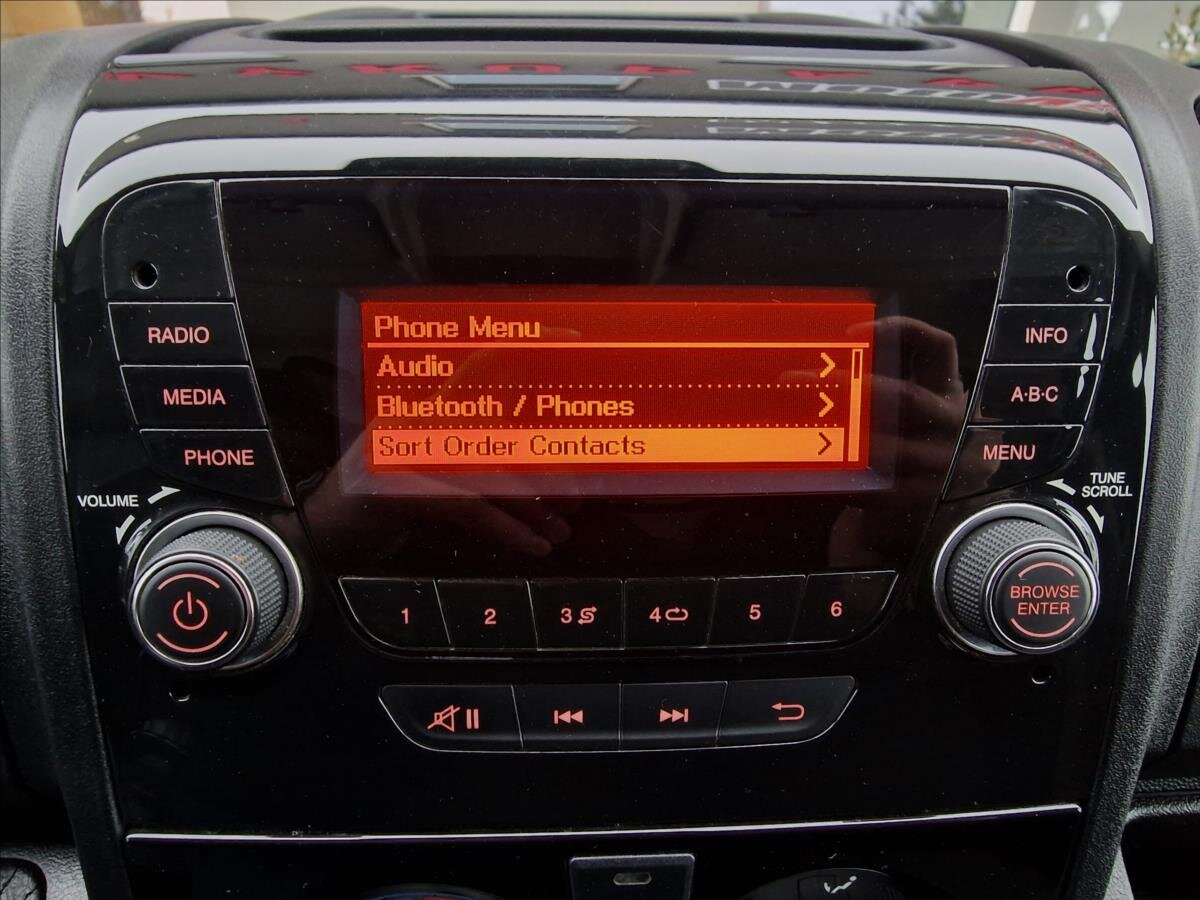 RADIO
MEDIA
PHONE
VOLUME
Phone Menu
Audio
Bluetooth / Phones
Sort Order Contacts
INFO
A·B·C
MENU
TUNE
SCROLL
BROWSE
ENTER
1
2
3
4
5
6